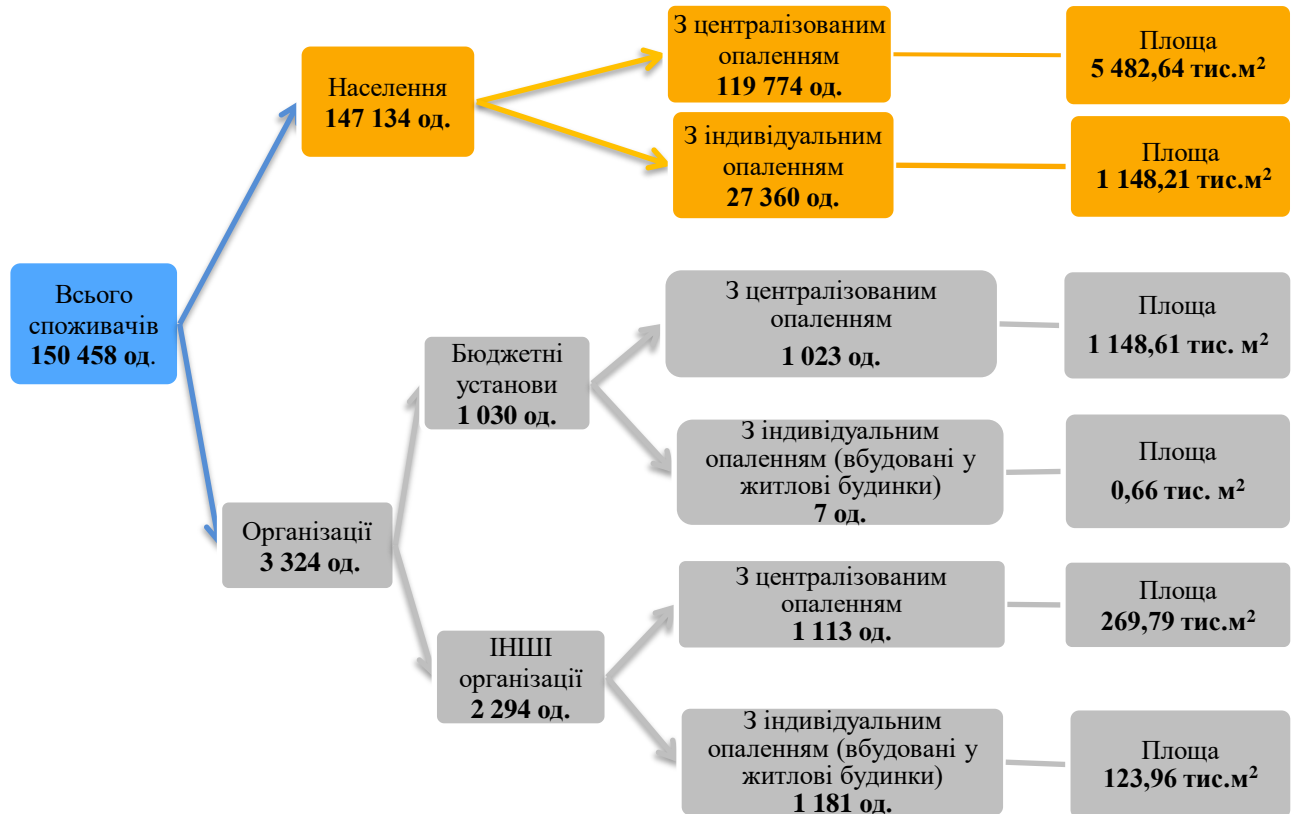 Всього
споживачів
150 458 од.
Населення
147 134 од.
З централізованим
опаленням
119 774 од.
Площа
5 482,64 тис.м²
З індивідуальним
опаленням
27 360 од.
Площа
1 148,21 тис.м²
Організації
3 324 од.
Бюджетні
установи
1 030 од.
З централізованим
опаленням
1 023 од.
Площа
1 148,61 тис. м²
З індивідуальним
опаленням (вбудовані у
житлові будинки)
7 од.
Площа
0,66 тис. м²
ІНШІ
організації
2 294 од.
З централізованим
опаленням
1 113 од.
Площа
269,79 тис.м²
З індивідуальним
опаленням (вбудовані у
житлові будинки)
1 181 од.
Площа
123,96 тис.м²